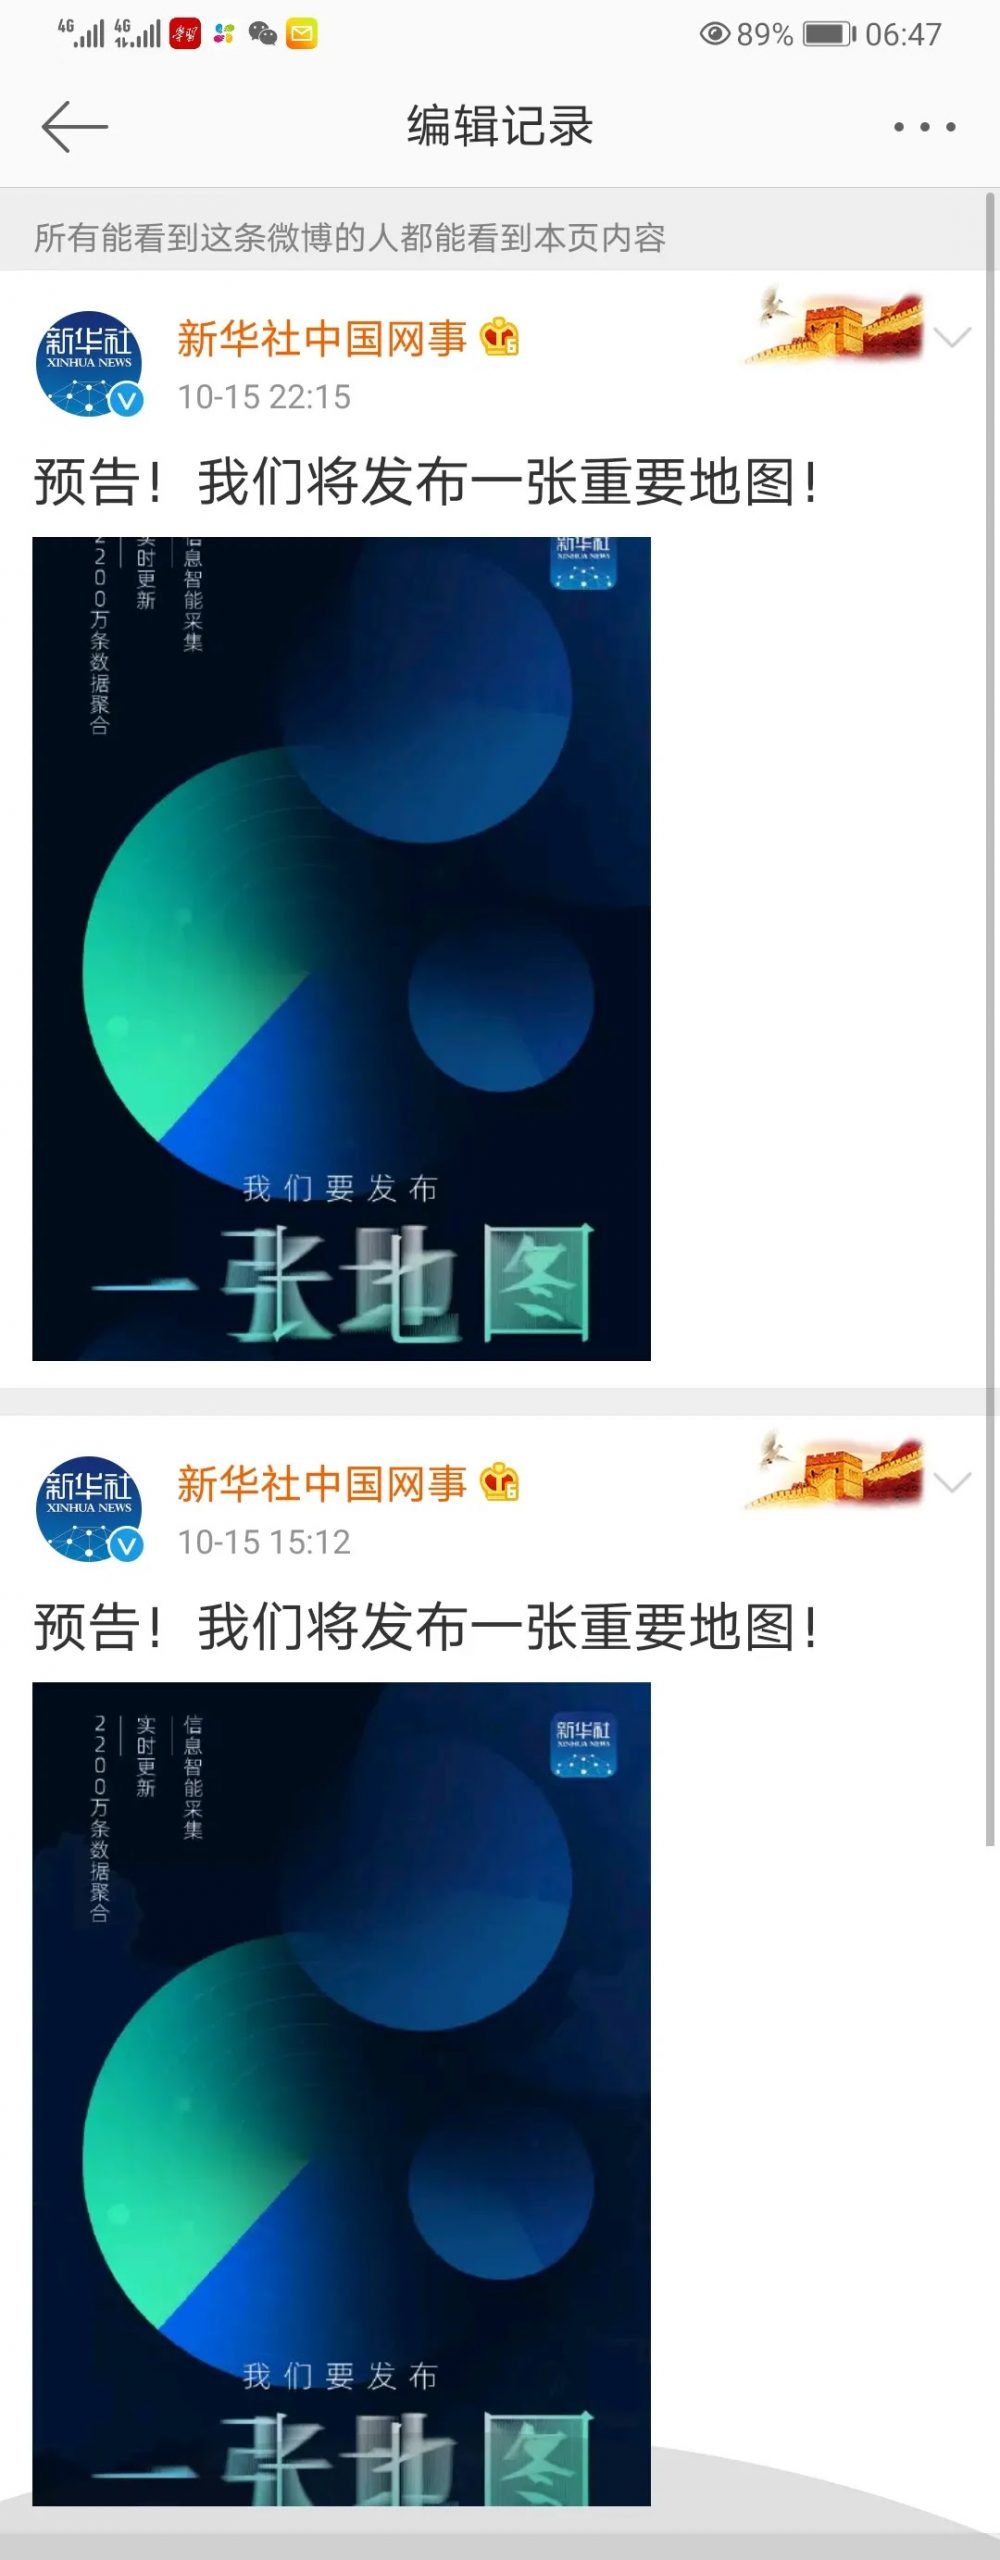 4G 4G 学习 89% 06:47
编辑记录
所有能看到这条微博的人都能看到本页内容
新华社
XINHUA NEWS
新华社中国网事 6
10-15 22:15
预告！我们将发布一张重要地图！
信息智能采集
实时更新
2200万条数据聚合
新华社
XINHUA NEWS
我们要发布
一张地图
新华社
XINHUA NEWS
新华社中国网事 6
10-15 15:12
预告！我们将发布一张重要地图！
信息智能采集
实时更新
2200万条数据聚合
新华社
XINHUA NEWS
我们要发布
一张地图